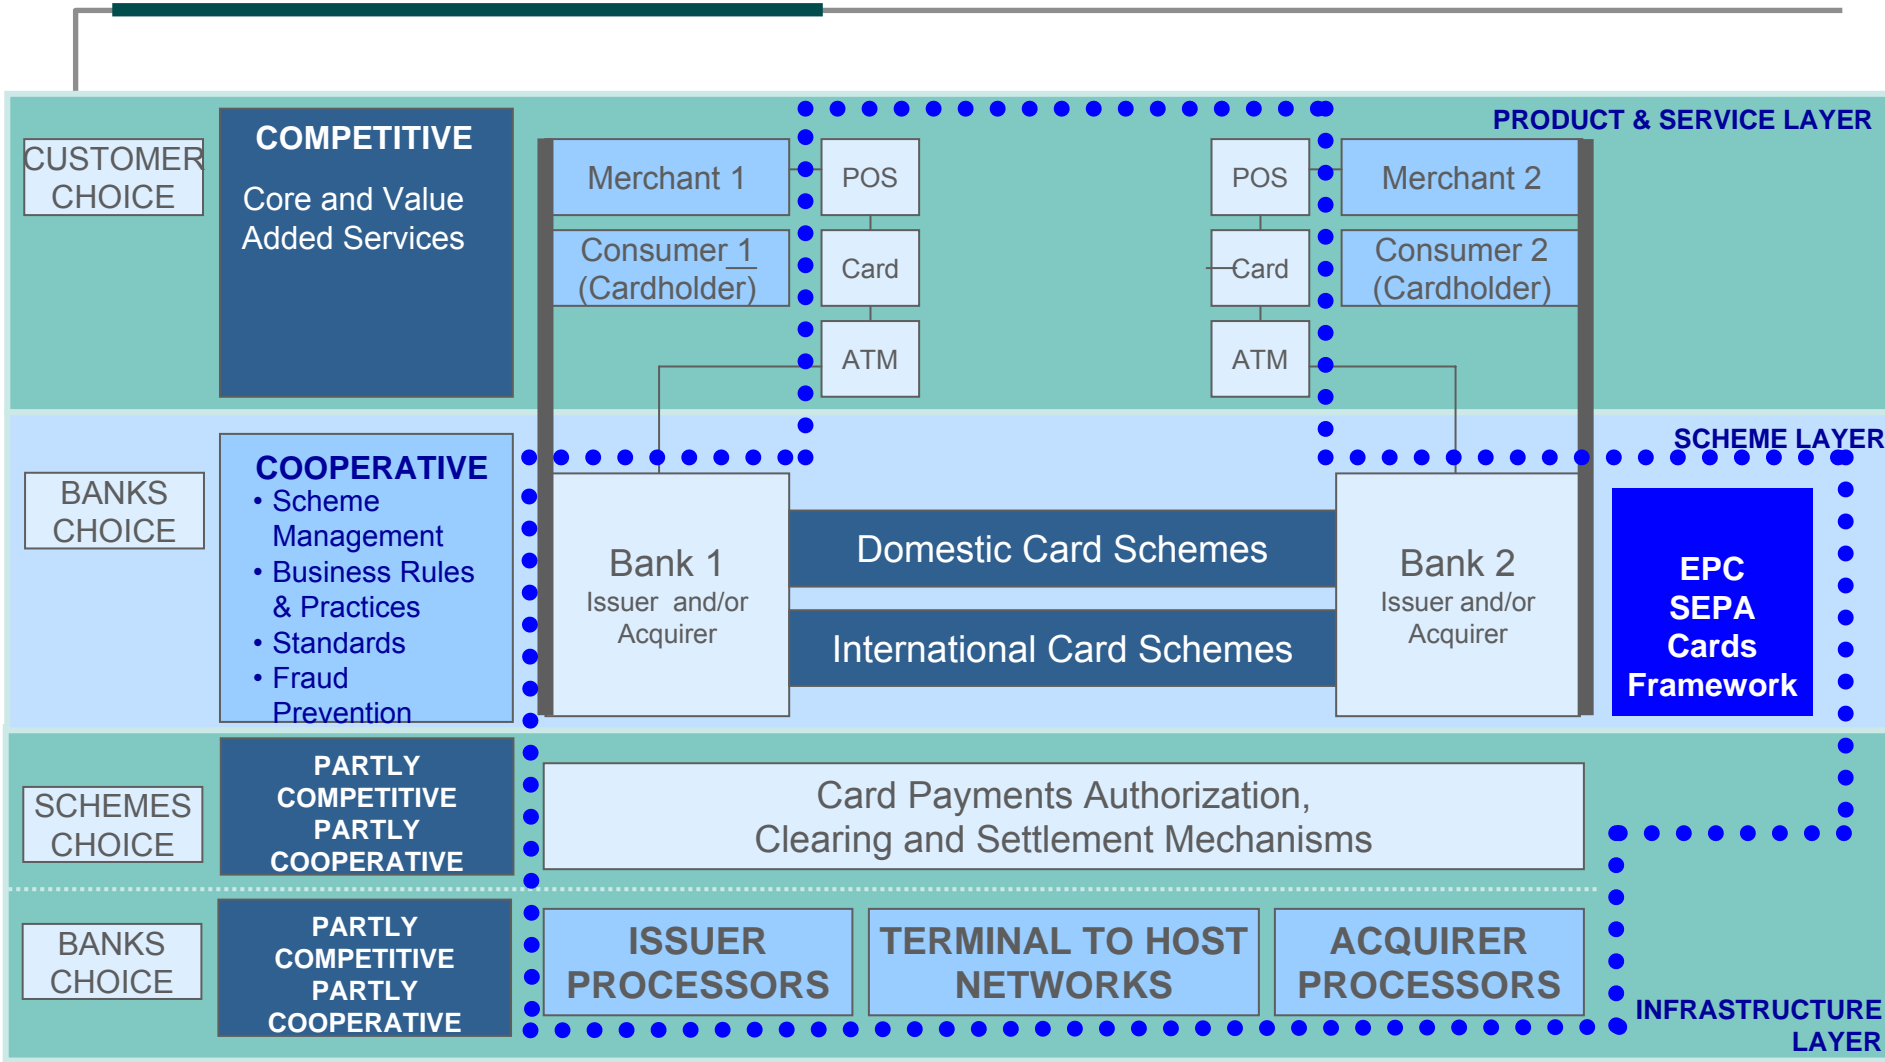 PRODUCT & SERVICE LAYER
CUSTOMER
CHOICE
COMPETITIVE
Core and Value
Added Services
Merchant 1
POS
POS
Merchant 2
Consumer 1
(Cardholder)
Card
Card
Consumer 2
(Cardholder)
ATM
ATM
SCHEME LAYER
BANKS
CHOICE
COOPERATIVE
• Scheme
Management
• Business Rules
& Practices
• Standards
• Fraud
Prevention
Bank 1
Issuer and/or
Acquirer
Domestic Card Schemes
International Card Schemes
Bank 2
Issuer and/or
Acquirer
EPC
SEPA
Cards
Framework
SCHEMES
CHOICE
PARTLY
COMPETITIVE
PARTLY
COOPERATIVE
Card Payments Authorization,
Clearing and Settlement Mechanisms
BANKS
CHOICE
PARTLY
COMPETITIVE
PARTLY
COOPERATIVE
ISSUER
PROCESSORS
TERMINAL TO HOST
NETWORKS
ACQUIRER
PROCESSORS
INFRASTRUCTURE
LAYER